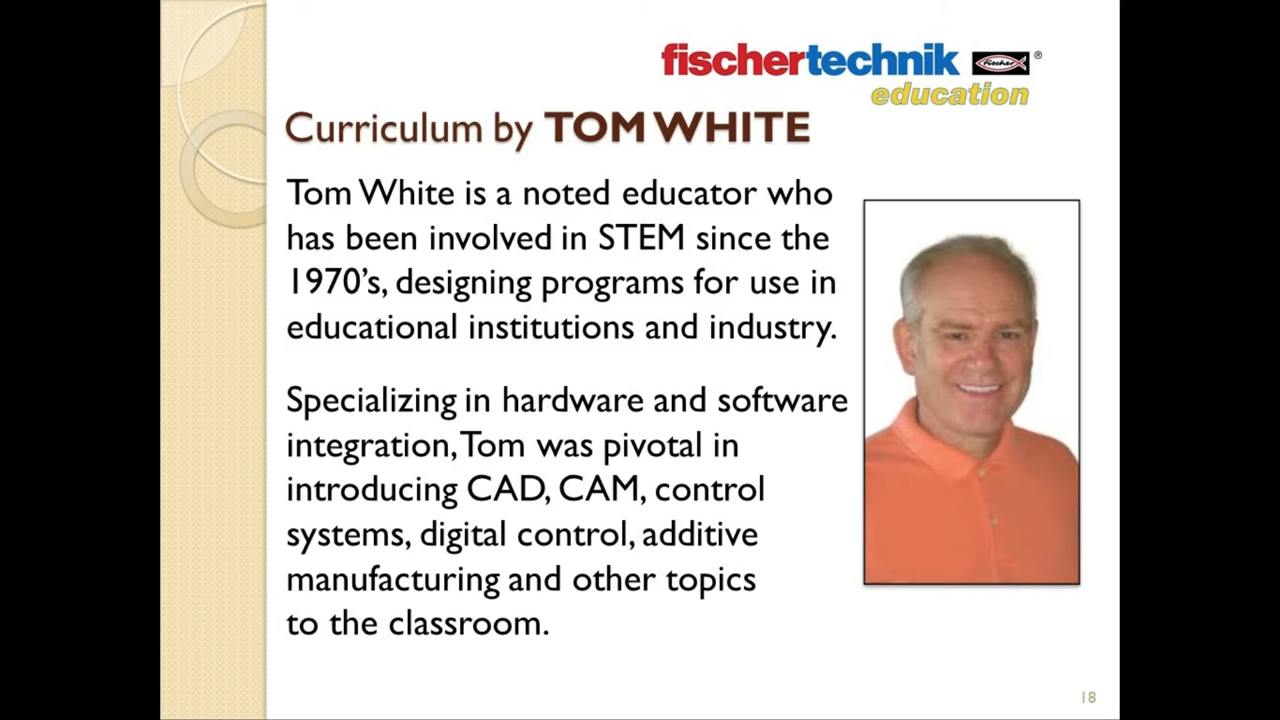 fischertechnik fischer ®
education
Curriculum by TOM WHITE
Tom White is a noted educator who
has been involved in STEM since the
1970's, designing programs for use in
educational institutions and industry.
Specializing in hardware and software
integration, Tom was pivotal in
introducing CAD, CAM, control
systems, digital control, additive
manufacturing and other topics
to the classroom.
18